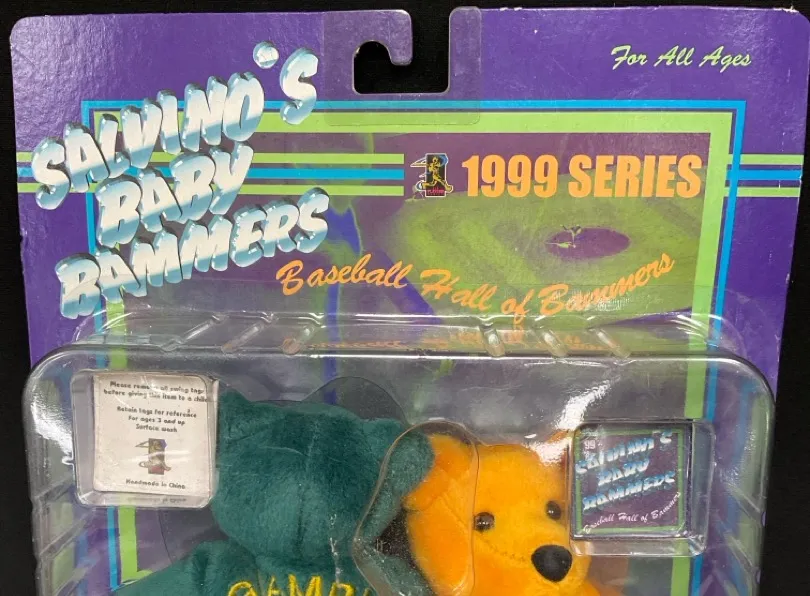 For All Ages
SALVINO'S
BABY
BAMMERS
1999 SERIES
Baseball Hall of Bammers
Please remove all swing tags
before giving this item to a child
Retain tags for reference
For ages 3 and up
Surface wash
Handmade in China
99
SALVINO'S
BABY
BAMMERS
Baseball Hall of Bammers